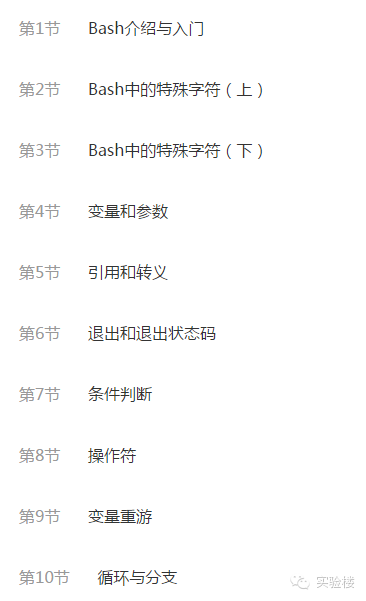 第1节 Bash介绍与入门
第2节 Bash中的特殊字符（上）
第3节 Bash中的特殊字符（下）
第4节 变量和参数
第5节 引用和转义
第6节 退出和退出状态码
第7节 条件判断
第8节 操作符
第9节 变量重游
第10节 循环与分支
实验楼